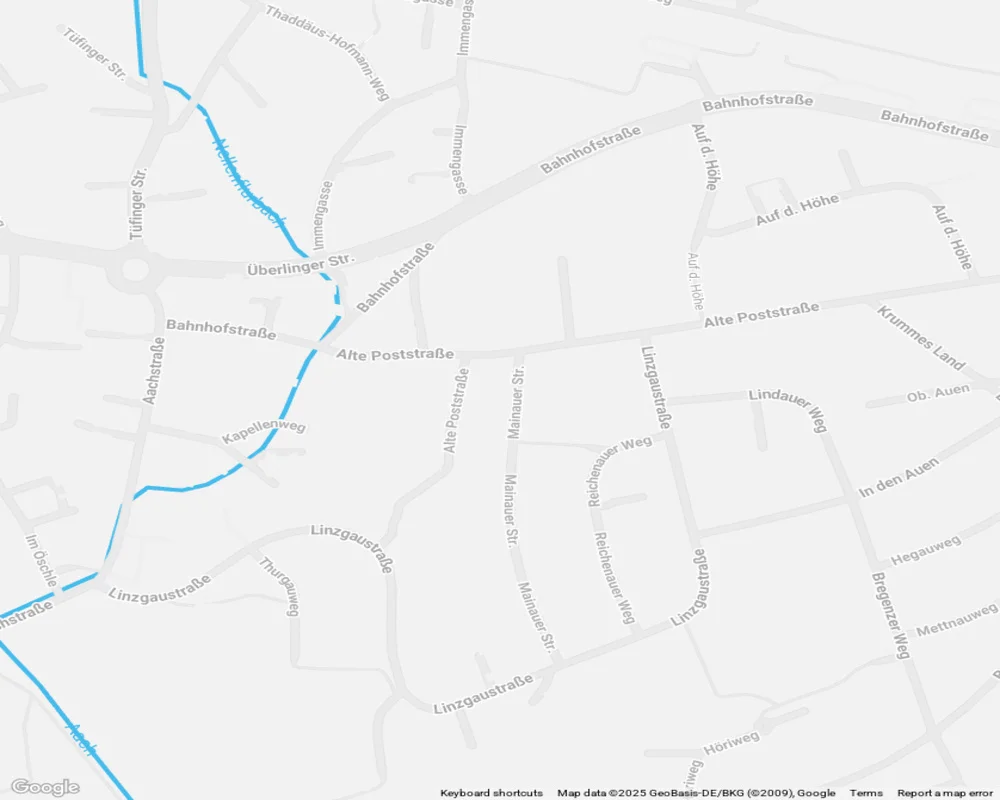 Thaddäus-Hofmann-Weg
Immengasse
Tüfinger Str.
Nellenflurbach
Immengasse
Bahnhofstraße
Bahnhofstraße
Bahnhofstraße
Auf d. Höhe
Tüfinger Str.
Immengasse
Auf d. Höhe
Auf d. Höhe
Überlinger Str.
Bahnhofstraße
Auf d. Höhe
Bahnhofstraße
Alte Poststraße
Alte Poststraße
Krummes Land
Aachstraße
Alte Poststraße
Mainauer Str.
Linzgaustraße
Lindauer Weg
Ob. Auen
Kapellenweg
Reichenauer Weg
In den Auen
Mainauer Str.
Linzgaustraße
Im Öschle
Reichenauer Weg
Hegauweg
Linzgaustraße
Thurgauweg
Linzgaustraße
Mainauer Str.
Bregenzer Weg
Mettnauweg
Linzgaustraße
Aach
Höriweg
Google
Keyboard shortcuts Map data ©2025 GeoBasis-DE/BKG (©2009), Google Terms Report a map error